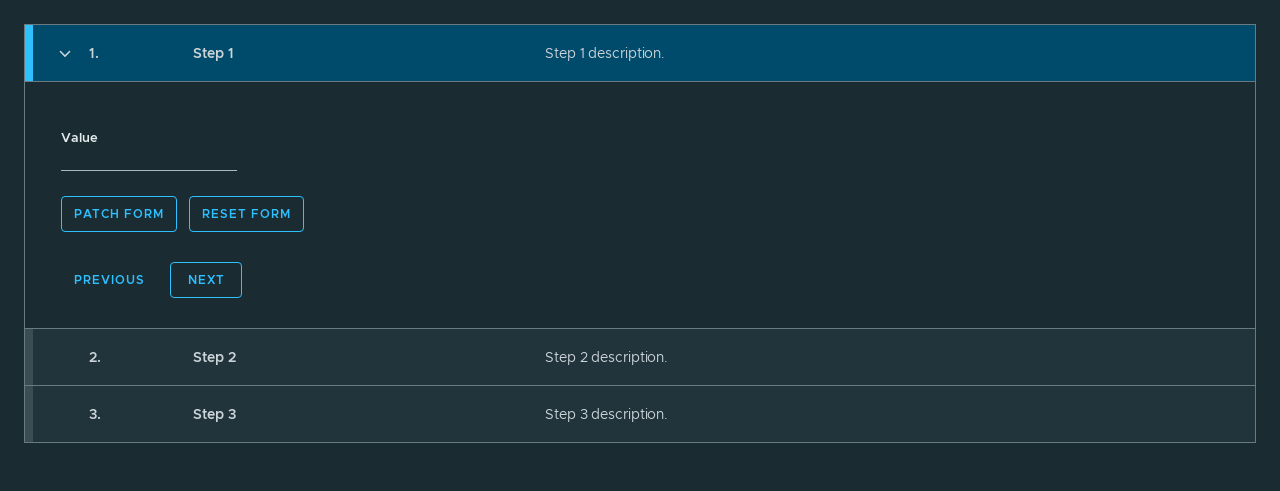 1. Step 1 Step 1 description.
Value
PATCH FORM RESET FORM
PREVIOUS NEXT
2. Step 2 Step 2 description.
3. Step 3 Step 3 description.